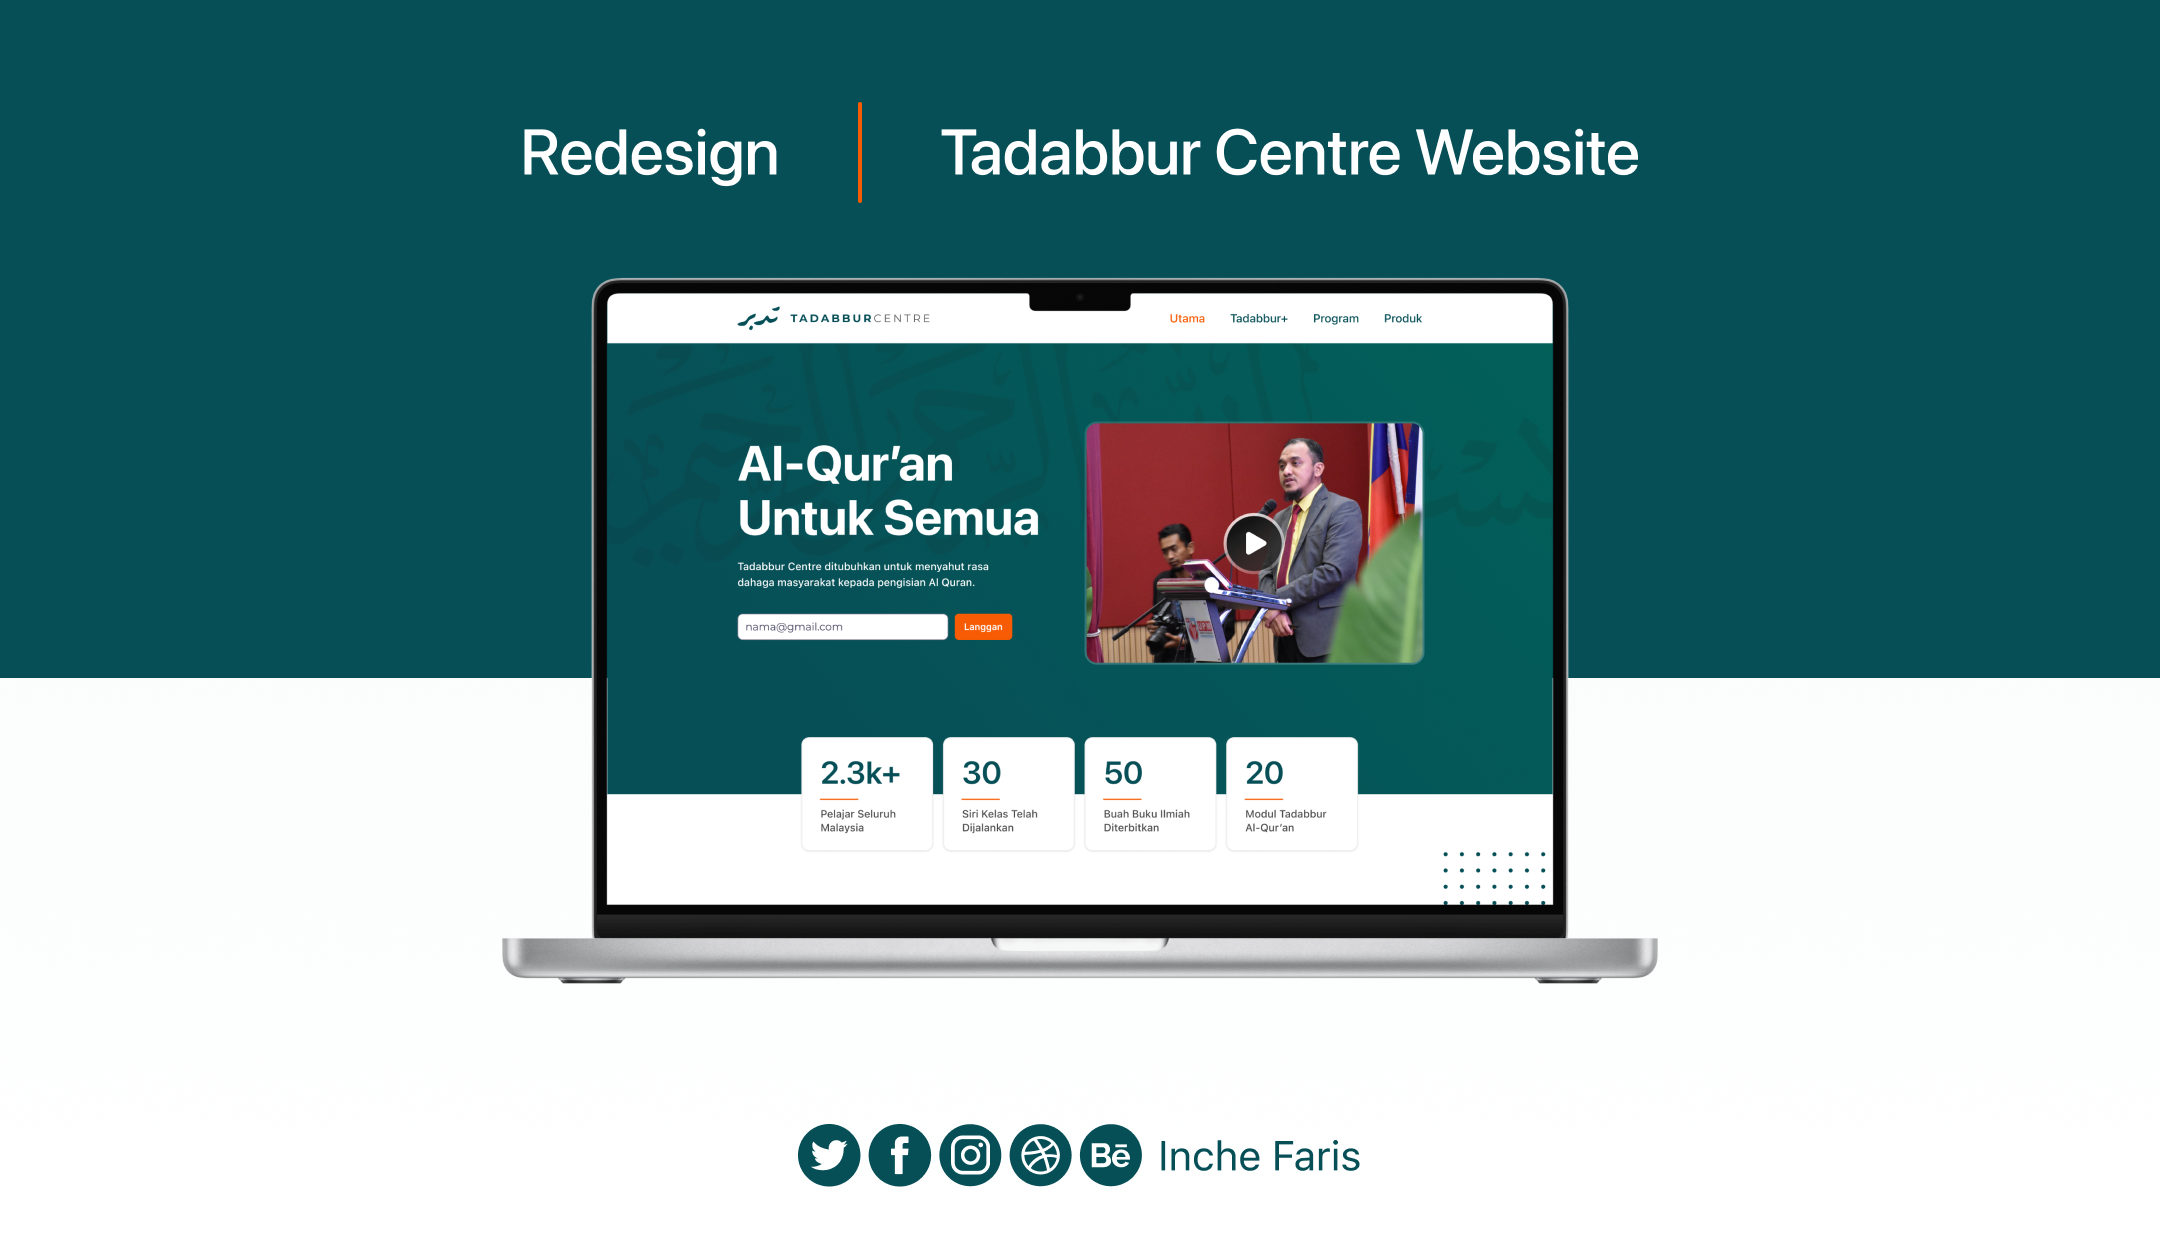 Redesign
Tadabbur Centre Website
تدبر TADABBURCENTRE
Utama Tadabbur+ Program Produk
Al-Qur’an
Untuk Semua
Tadabbur Centre ditubuhkan untuk menyahut rasa
dahaga masyarakat kepada pengisian Al Quran.
nama@gmail.com
Langgan
2.3k+
Pelajar Seluruh
Malaysia
30
Siri Kelas Telah
Dijalankan
50
Buah Buku Ilmiah
Diterbitkan
20
Modul Tadabbur
Al-Qur’an
Bē Inche Faris